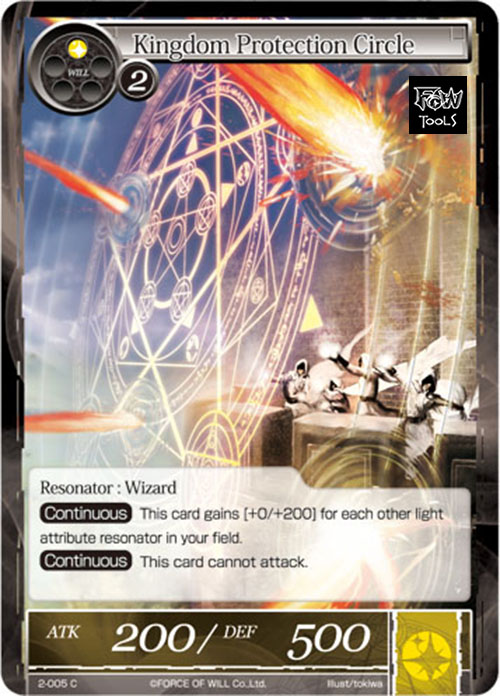 Kingdom Protection Circle
WILL
2
FOW
TOOLS
Resonator : Wizard
Continuous This card gains [+0/+200] for each other light
attribute resonator in your field.
Continuous This card cannot attack.
ATK 200/ DEF 500
2-005 C ©FORCE OF WILL Co.,Ltd. Illust/tokiwa